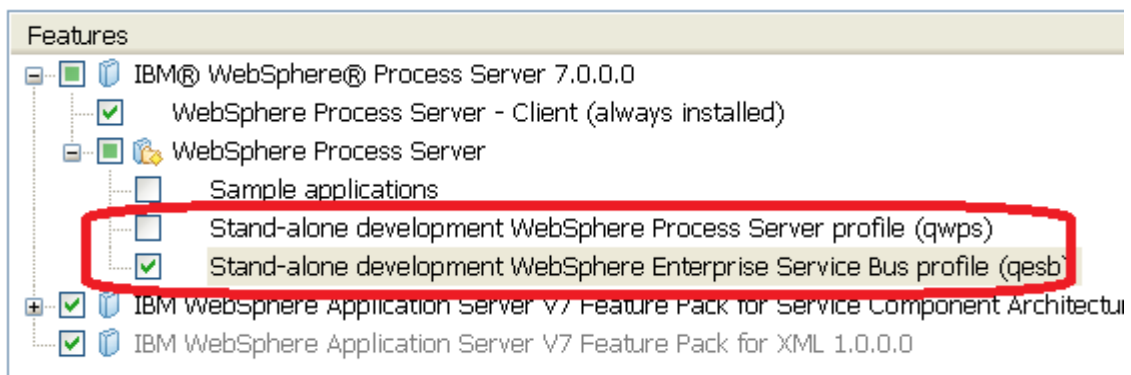 Features
IBM® WebSphere® Process Server 7.0.0.0
WebSphere Process Server - Client (always installed)
WebSphere Process Server
Sample applications
Stand-alone development WebSphere Process Server profile (qwps)
Stand-alone development WebSphere Enterprise Service Bus profile (qesb)
IBM WebSphere Application Server V7 Feature Pack for Service Component Architectur
IBM WebSphere Application Server V7 Feature Pack for XML 1.0.0.0